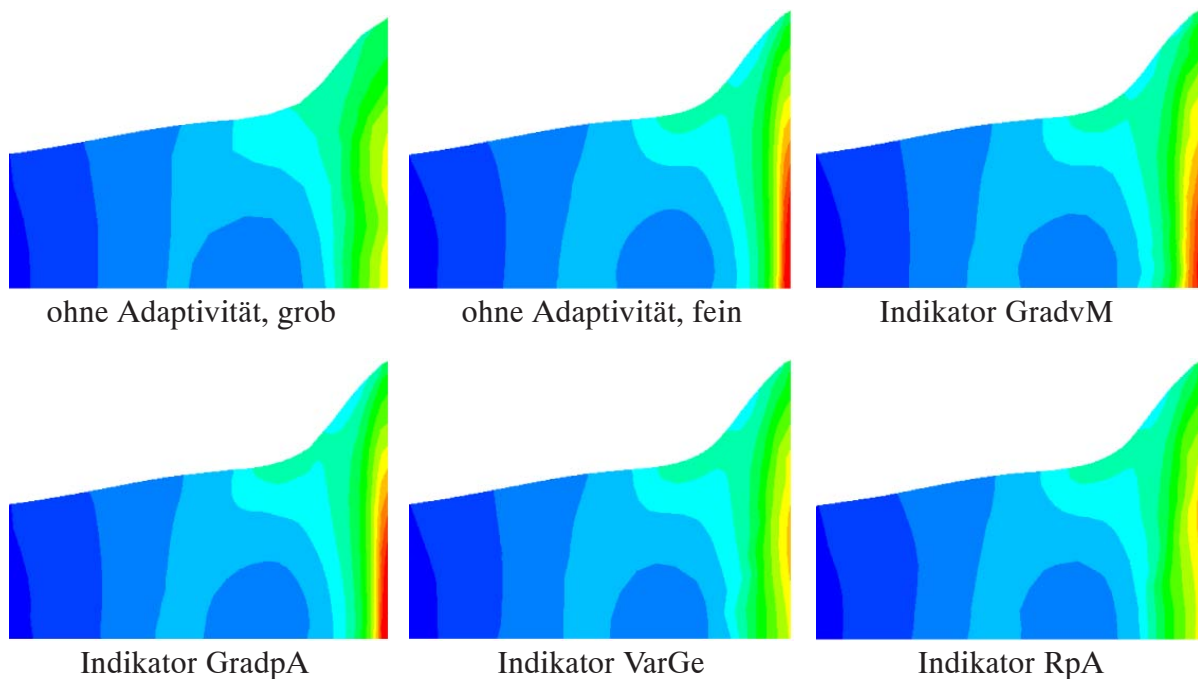 ohne Adaptivität, grob
ohne Adaptivität, fein
Indikator GradvM
Indikator GradpA
Indikator VarGe
Indikator RpA